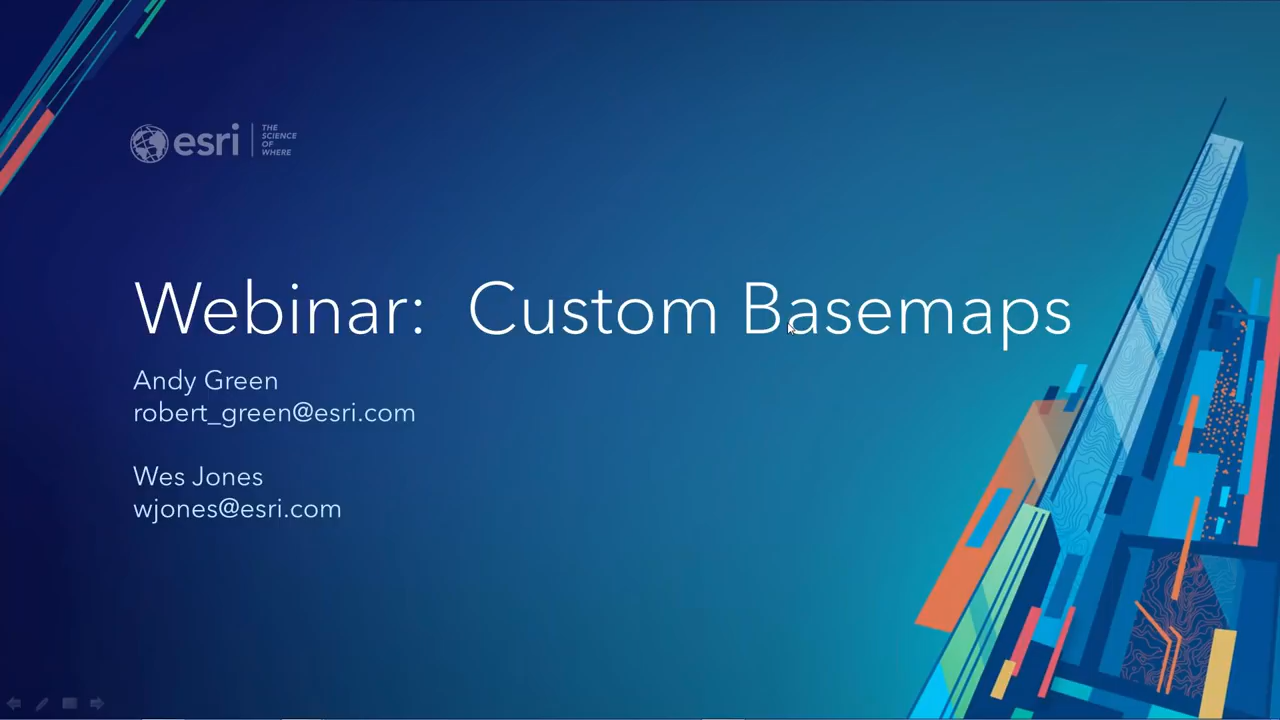 esri
THE
SCIENCE
OF
WHERE
Webinar: Custom Basemaps
Andy Green
robert_green@esri.com
Wes Jones
wjones@esri.com